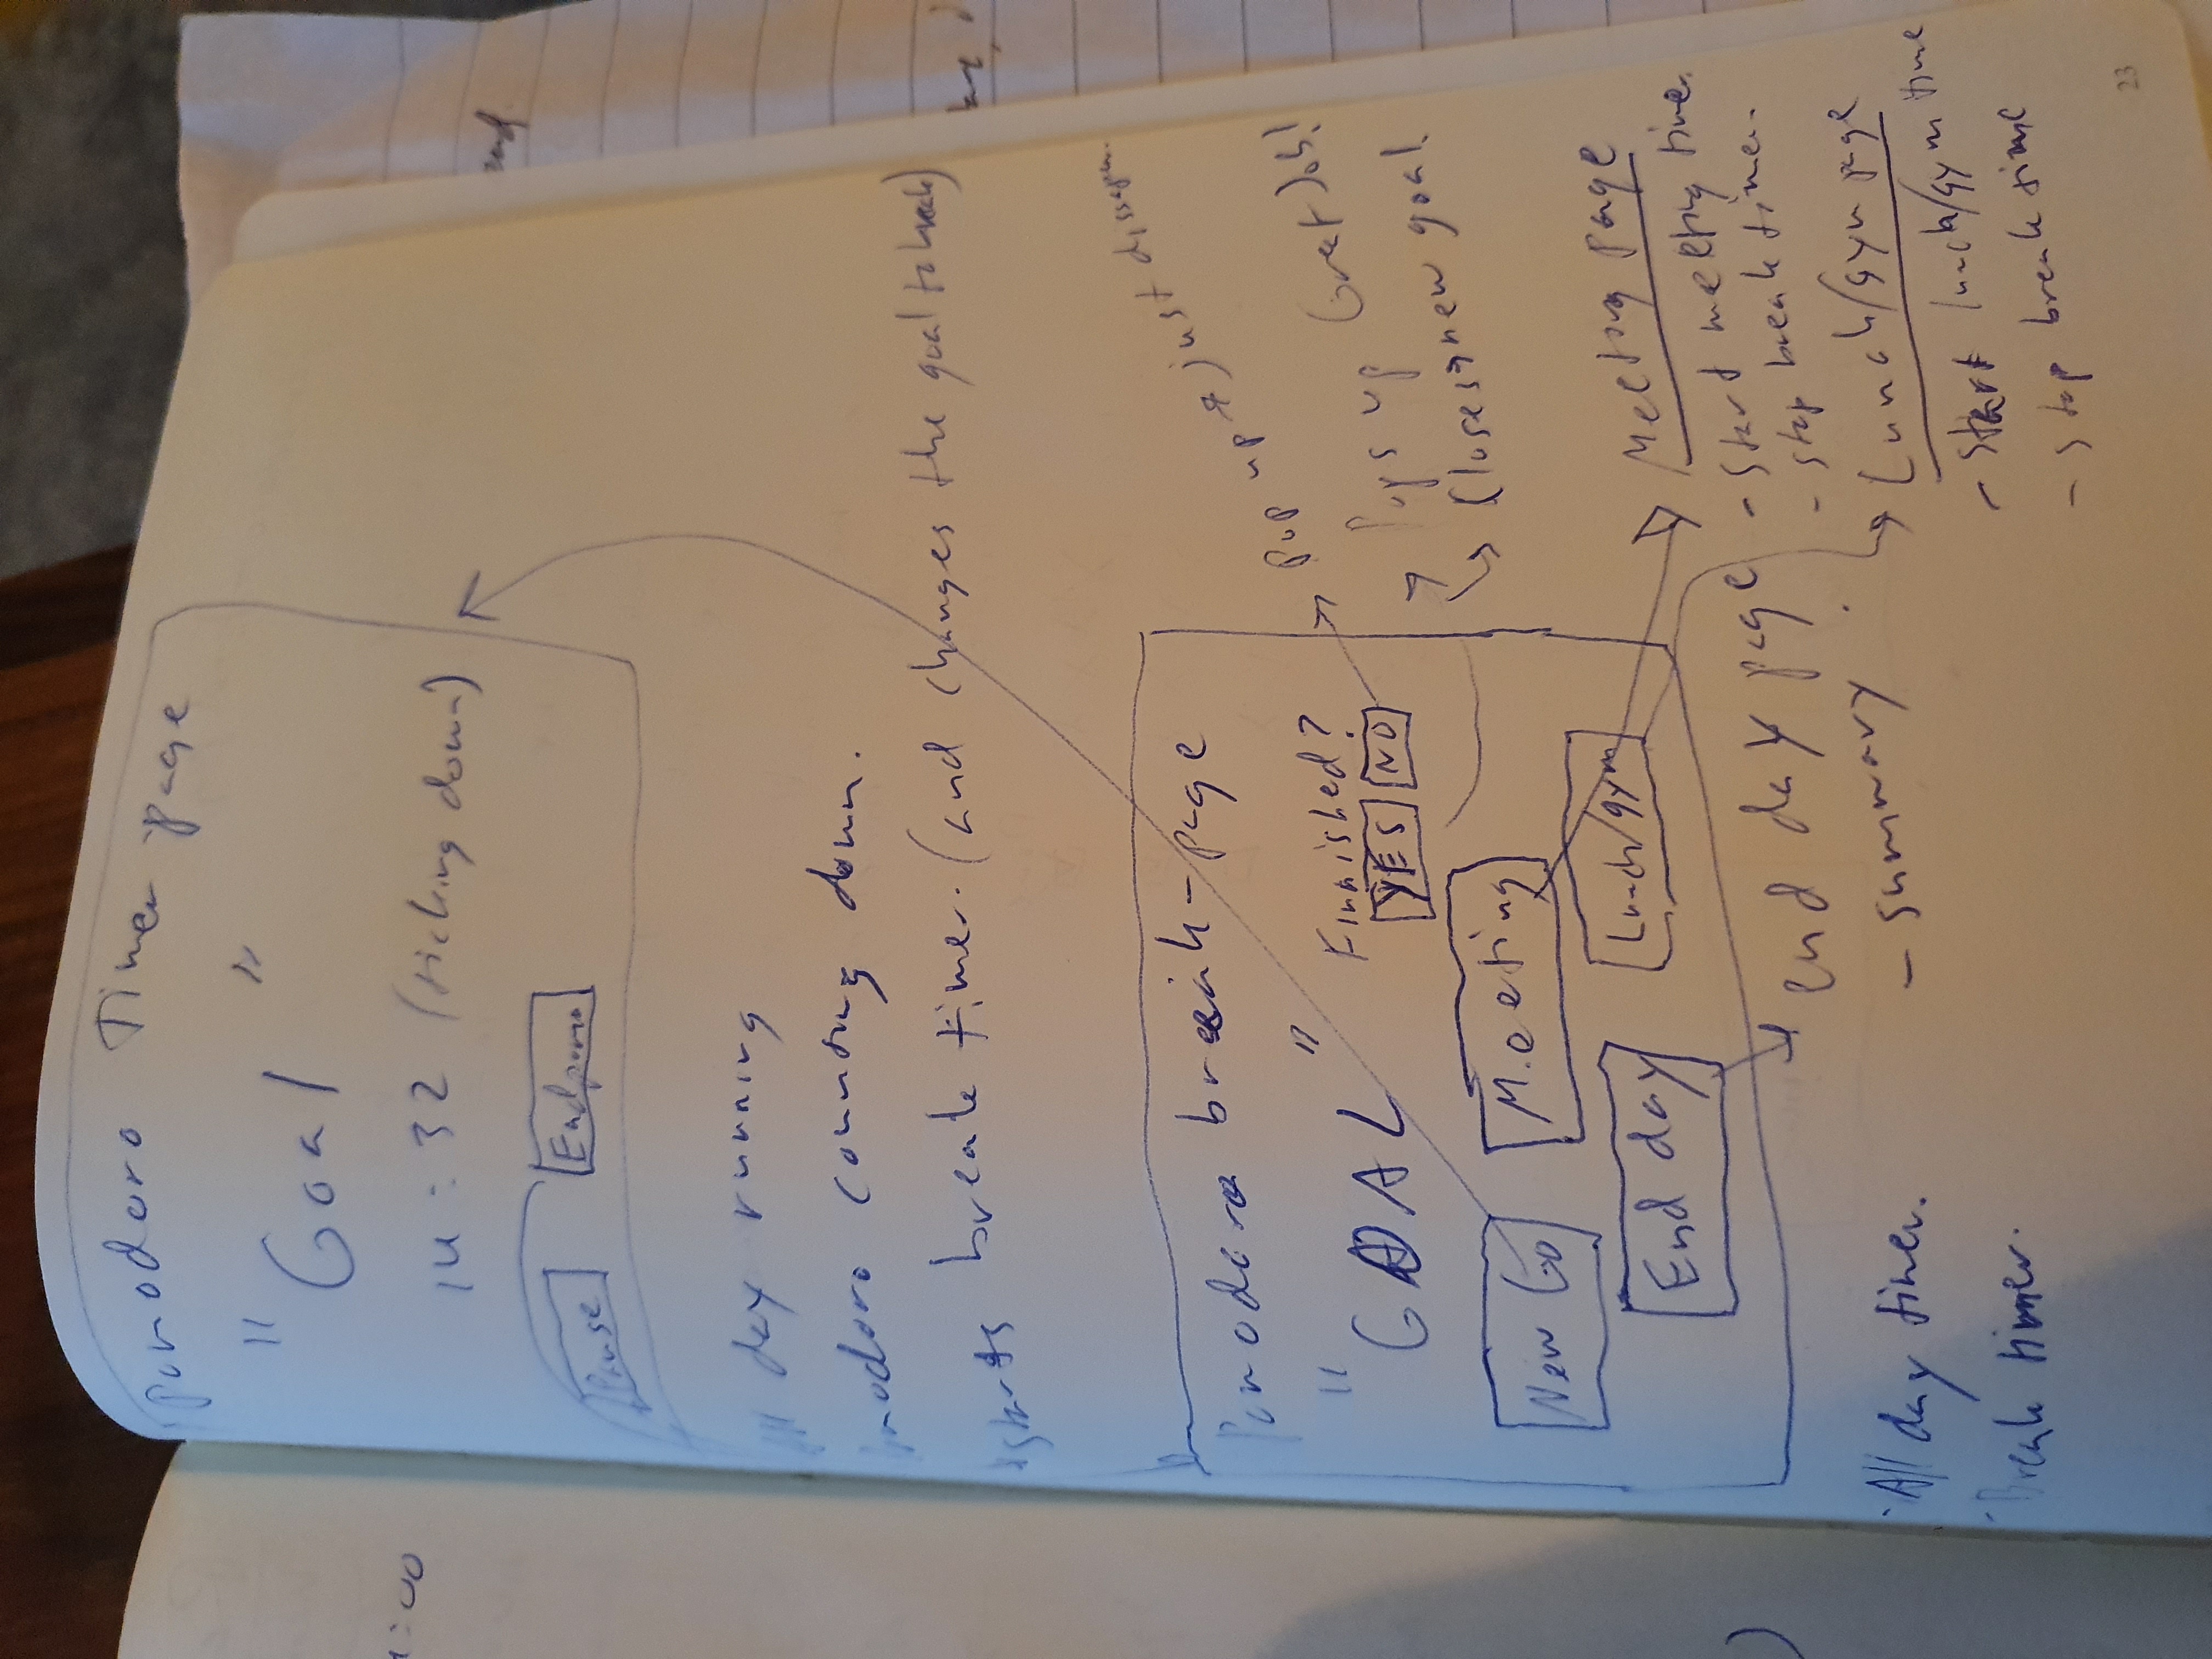 Pomodoro Timer page
" Goal "
14:32 (ticking down)
Pause
Endpomo
All day running
Pomodoro counting down.
*starts break timer. (and changes the goal to break)
Pomodoro break-page
"GOAL"
Finnished?
YES NO
Pop up → just dissapear.
Pops up Great Job!
Closes→new goal.
New Go
Meeting
End day
Lunch/gym
end day page
- summary
Meeting page
- Start meeting timer.
- stop break timer.
Lunch/Gym page
- Start lunch/gym time
- stop break time
All day timer.
- Break timer.
23
:00
and
)